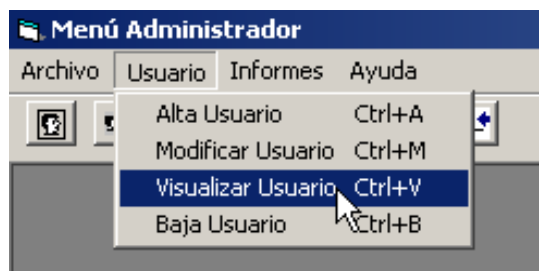 Menú Administrador
Archivo Usuario Informes Ayuda
Alta Usuario Ctrl+A
Modificar Usuario Ctrl+M
Visualizar Usuario Ctrl+V
Baja Usuario Ctrl+B